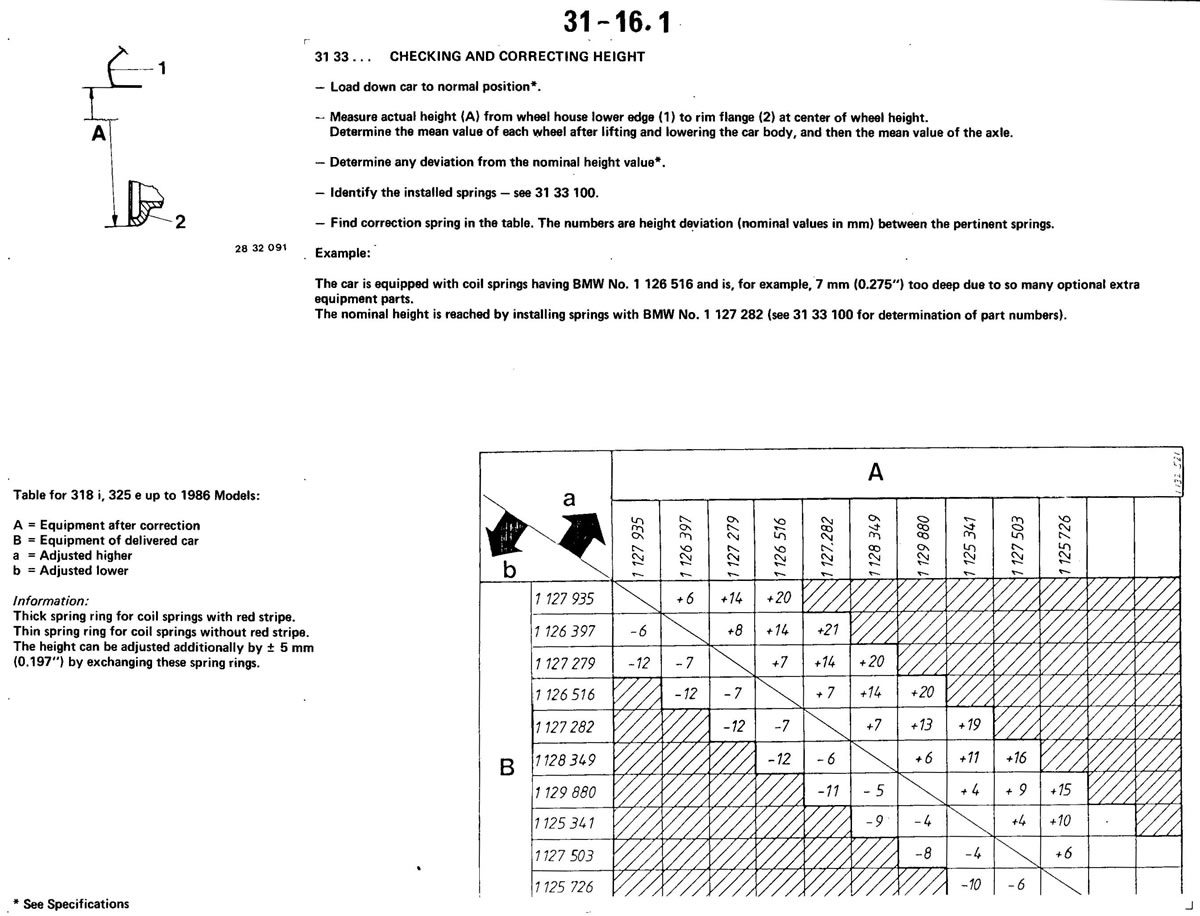 31-16.1
31 33 . . . CHECKING AND CORRECTING HEIGHT
— Load down car to normal position*.
— Measure actual height (A) from wheel house lower edge (1) to rim flange (2) at center of wheel height.
Determine the mean value of each wheel after lifting and lowering the car body, and then the mean value of the axle.
— Determine any deviation from the nominal height value*.
— Identify the installed springs — see 31 33 100.
— Find correction spring in the table. The numbers are height deviation (nominal values in mm) between the pertinent springs.
1
A
2
28 32 091
Example:
The car is equipped with coil springs having BMW No. 1 126 516 and is, for example, 7 mm (0.275") too deep due to so many optional extra
equipment parts.
The nominal height is reached by installing springs with BMW No. 1 127 282 (see 31 33 100 for determination of part numbers).
Table for 318 i, 325 e up to 1986 Models:
A = Equipment after correction
B = Equipment of delivered car
a = Adjusted higher
b = Adjusted lower
Information:
Thick spring ring for coil springs with red stripe.
Thin spring ring for coil springs without red stripe.
The height can be adjusted additionally by ± 5 mm
(0.197") by exchanging these spring rings.
A
a
b
1 127 935 1 126 397 1 127 279 1 126 516 1 127.282 1 128 349 1 129 880 1 125 341 1 127 503 1 125 726
B
1 127 935 +6 +14 +20
1 126 397 -6 +8 +14 +21
1 127 279 -12 -7 +7 +14 +20
1 126 516 -12 -7 +7 +14 +20
1 127 282 -12 -7 +7 +13 +19
1 128 349 -12 -6 +6 +11 +16
1 129 880 -11 -5 +4 +9 +15
1 125 341 -9 -4 +4 +10
1 127 503 -8 -4 +6
1 125 726 -10 -6
* See Specifications